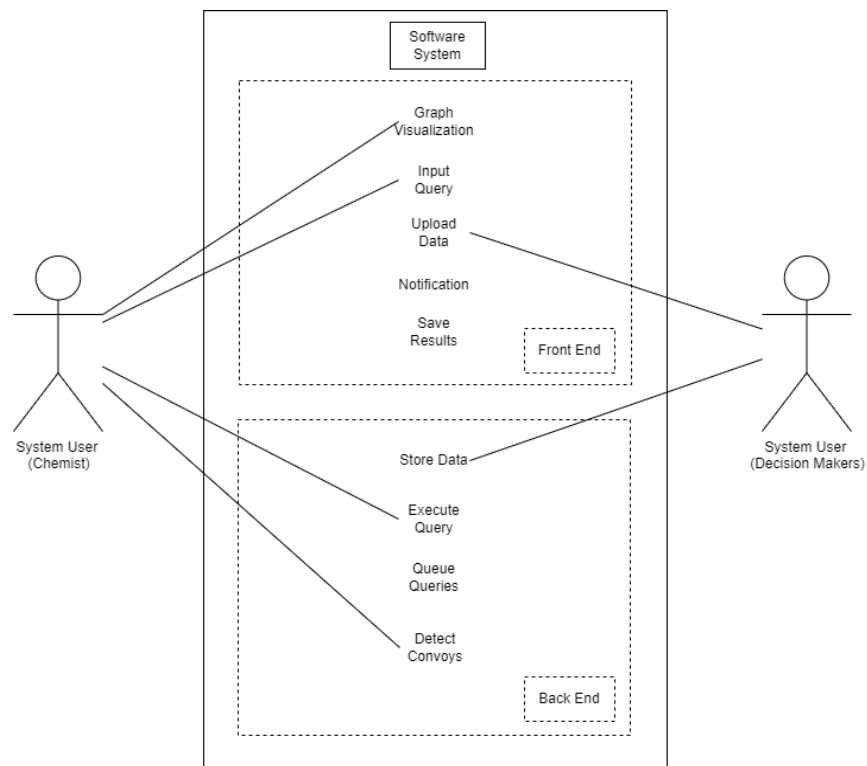 Software
System
Graph
Visualization
Input
Query
Upload
Data
Notification
Save
Results
Front End
System User
(Chemist)
System User
(Decision Makers)
Store Data
Execute
Query
Queue
Queries
Detect
Convoys
Back End